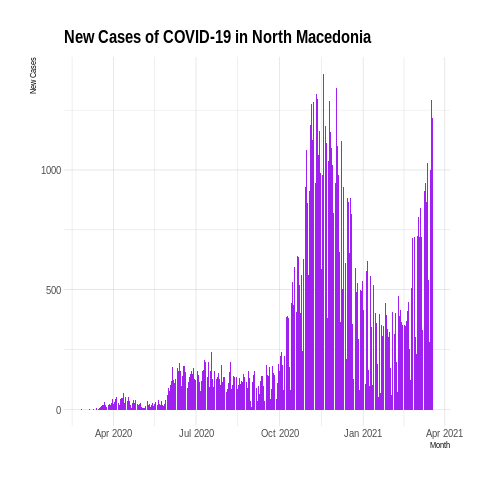 New Cases of COVID-19 in North Macedonia
New Cases
1000
500
0
Apr 2020 Jul 2020 Oct 2020 Jan 2021 Apr 2021
Month